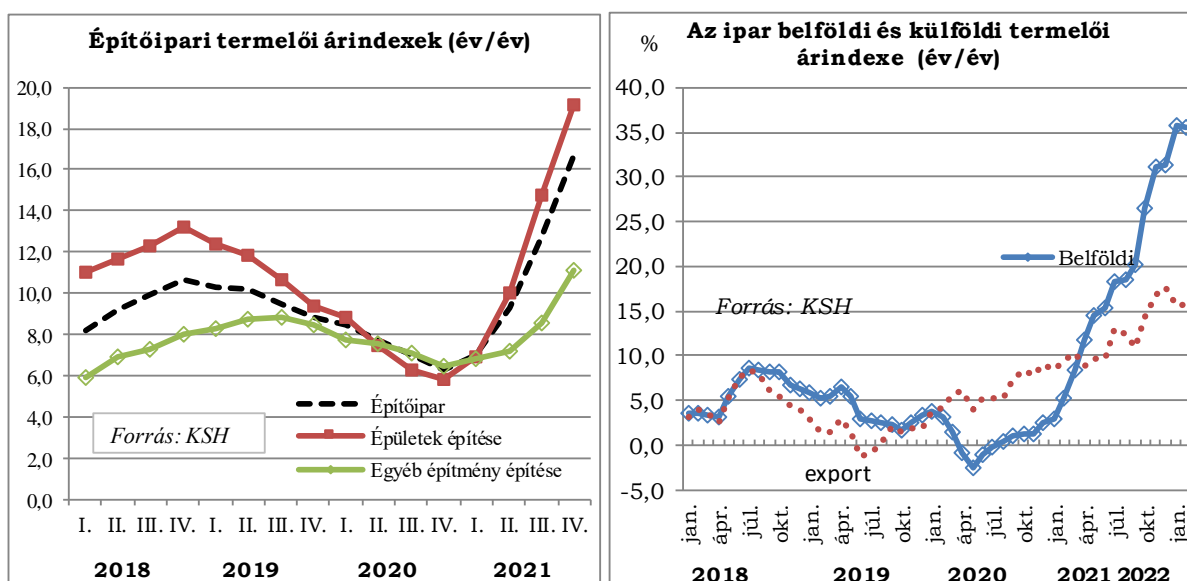 Építőipari termelői árindexek (év/év)
20,0
18,0
16,0
14,0
12,0
10,0
8,0
6,0
4,0
2,0
0,0
Építőipar
Forrás: KSH
Épületek építése
Egyéb építmény építése
I. II. III. IV. I. II. III. IV. I. II. III. IV. I. II. III. IV.
2018 2019 2020 2021
%
Az ipar belföldi és külföldi termelői
árindexe (év/év)
40,0
35,0
30,0
25,0
20,0
15,0
10,0
5,0
0,0
-5,0
Belföldi
Forrás: KSH
export
jan. ápr. júl. okt. jan. ápr. júl. okt. jan. ápr. júl. okt. jan. ápr. júl. okt. jan.
2018 2019 2020 2021 2022